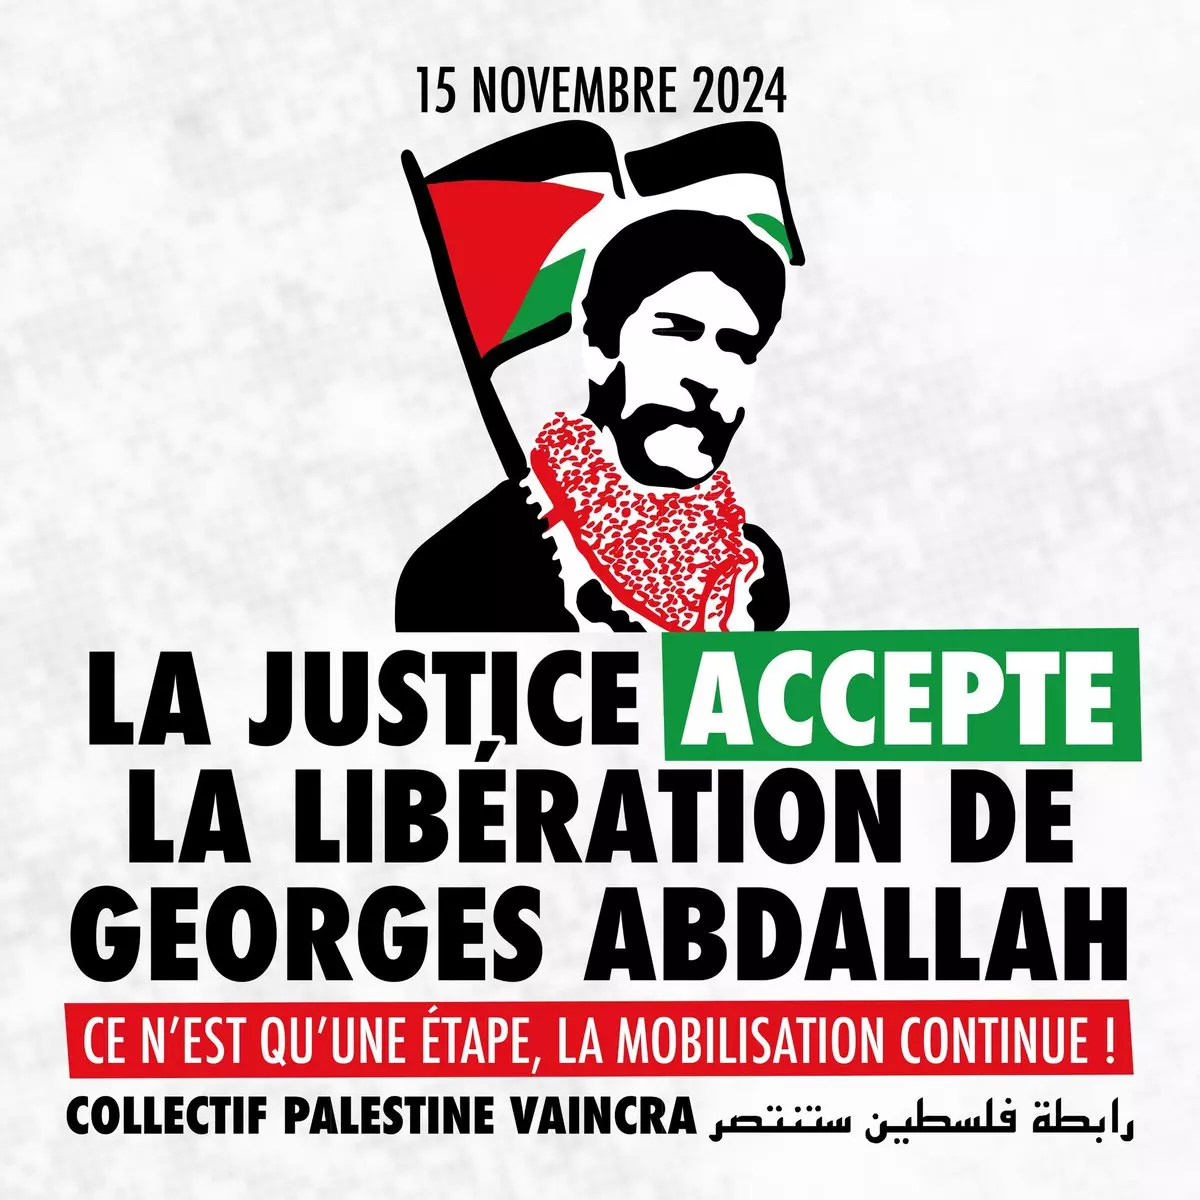 15 NOVEMBRE 2024
LA JUSTICE ACCEPTE
LA LIBÉRATION DE
GEORGES ABDALLAH
CE N’EST QU’UNE ÉTAPE, LA MOBILISATION CONTINUE !
COLLECTIF PALESTINE VAINCRA رابطة فلسطين ستنتصر